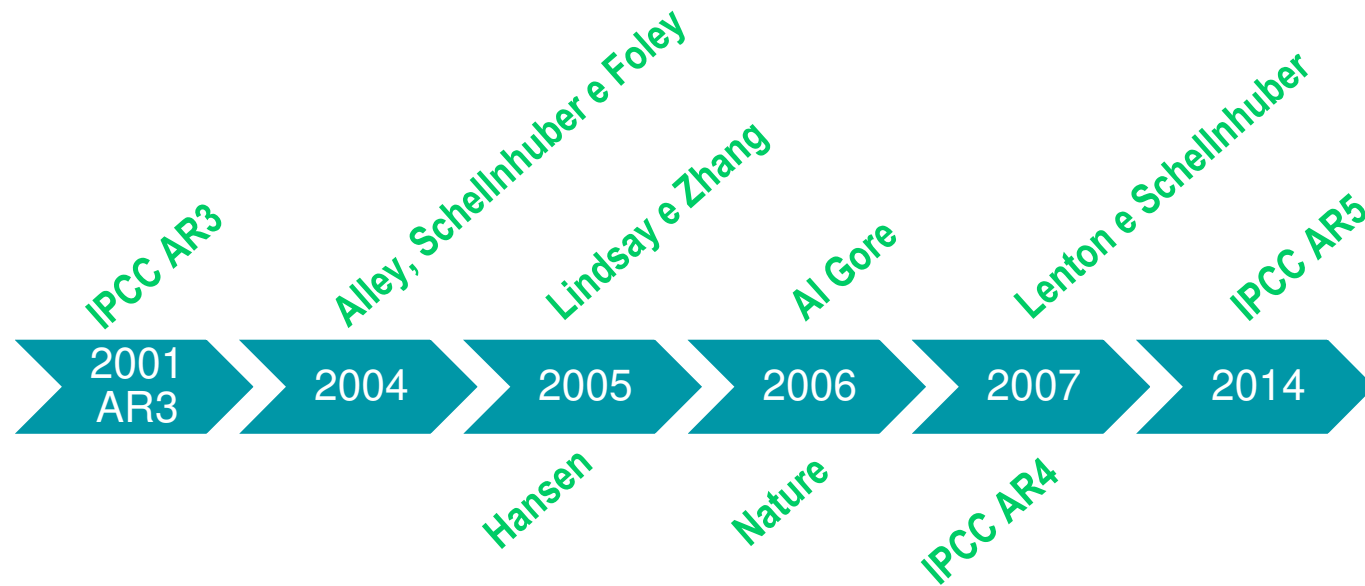 IPCC AR3
Alley, Schellnhuber e Foley
Lindsay e Zhang
Al Gore
Lenton e Schellnhuber
IPCC AR5
2001
AR3
2004
2005
2006
2007
2014
Hansen
Nature
IPCC AR4